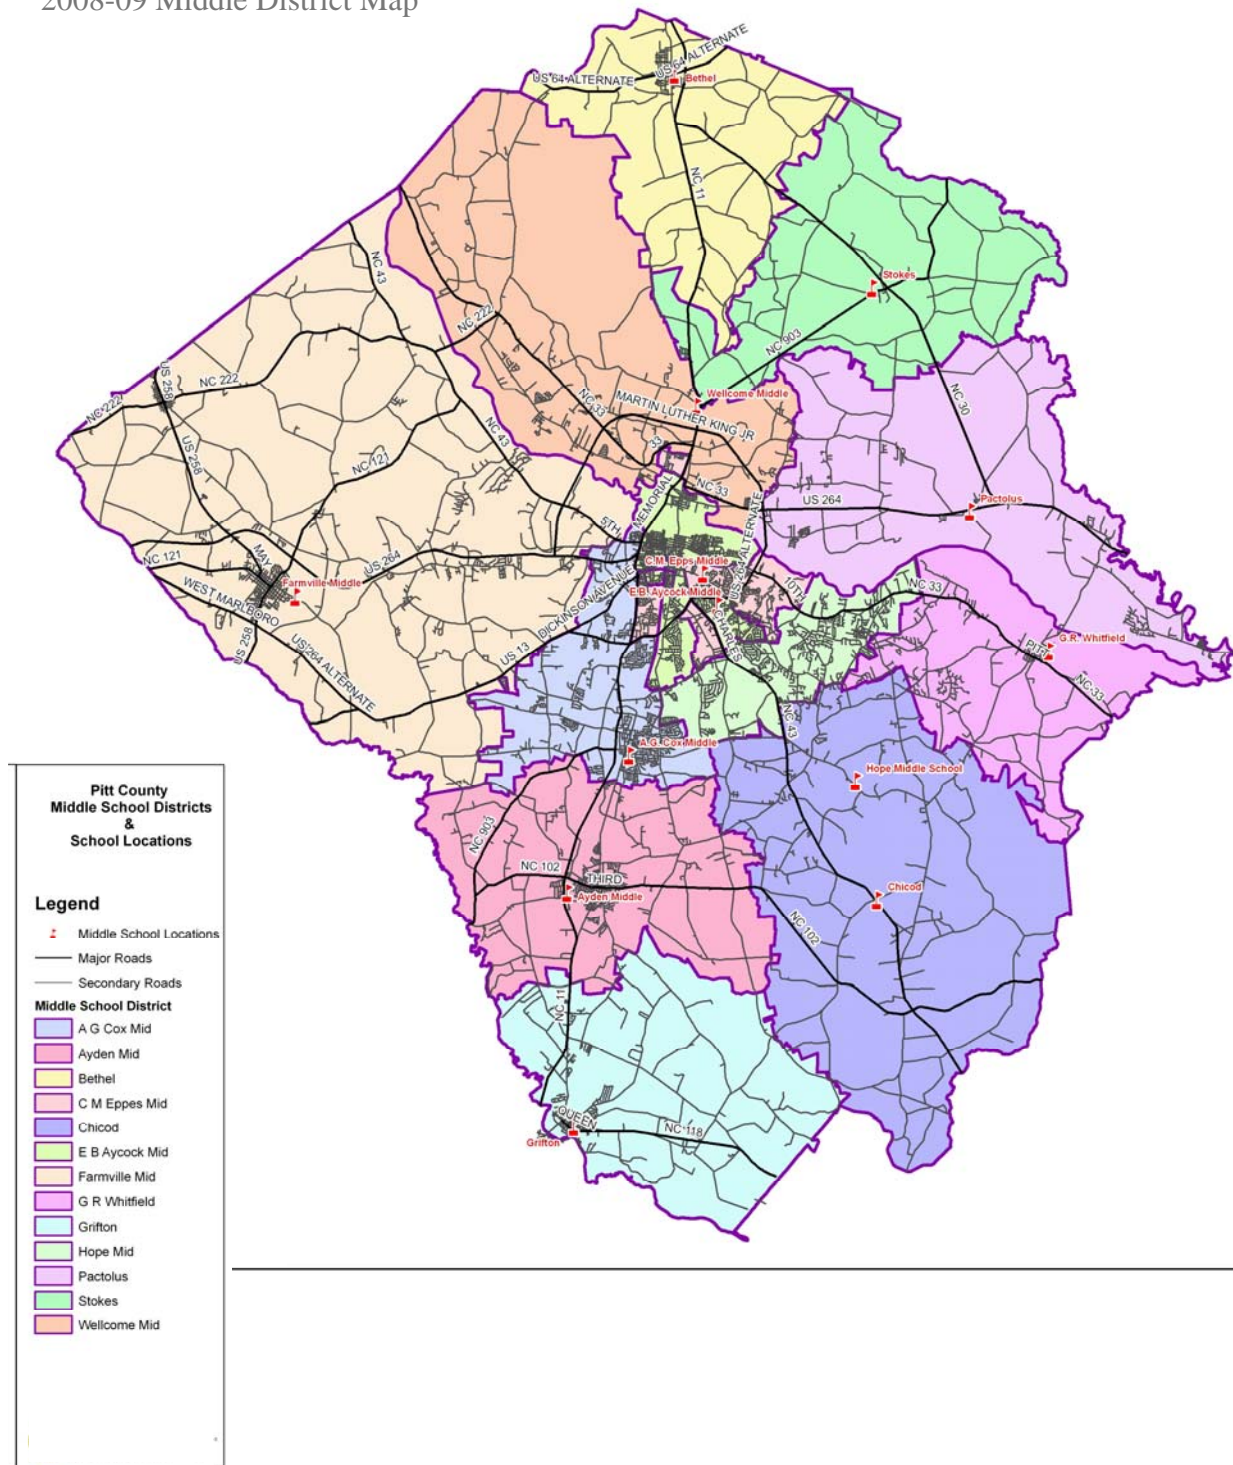 2008-09 Middle District Map
US 64 ALTERNATE
US 64 ALTERNATE
Bethel
NC 11
NC 43
Stokes
NC 222
NC 903
US 258
NC 222
NC 222
NC 33
Wellcome Middle
MARTIN LUTHER KING JR
NC 30
NC 43
33
US 258
NC 121
MEMORIAL
NC 33
US 264
Pactolus
5TH
US 264 ALTERNATE
NC 121
MAY
US 264
C.M. Epps Middle
Farmville Middle
DICKINSON AVENUE
E.B. Aycock Middle
10TH
NC 33
WEST MARLBORO
CHARLES
US 258
US 264 ALTERNATE
US 13
G.R. Whitfield
PITT
NC 33
NC 43
A.G. Cox Middle
Hope Middle School
Pitt County
Middle School Districts
&
School Locations
NC 903
NC 102
THIRD
Ayden Middle
Chicod
NC 102
NC 11
QUEEN
Grifton
NC 118
Legend
Middle School Locations
Major Roads
Secondary Roads
Middle School District
A G Cox Mid
Ayden Mid
Bethel
C M Eppes Mid
Chicod
E B Aycock Mid
Farmville Mid
G R Whitfield
Grifton
Hope Mid
Pactolus
Stokes
Wellcome Mid